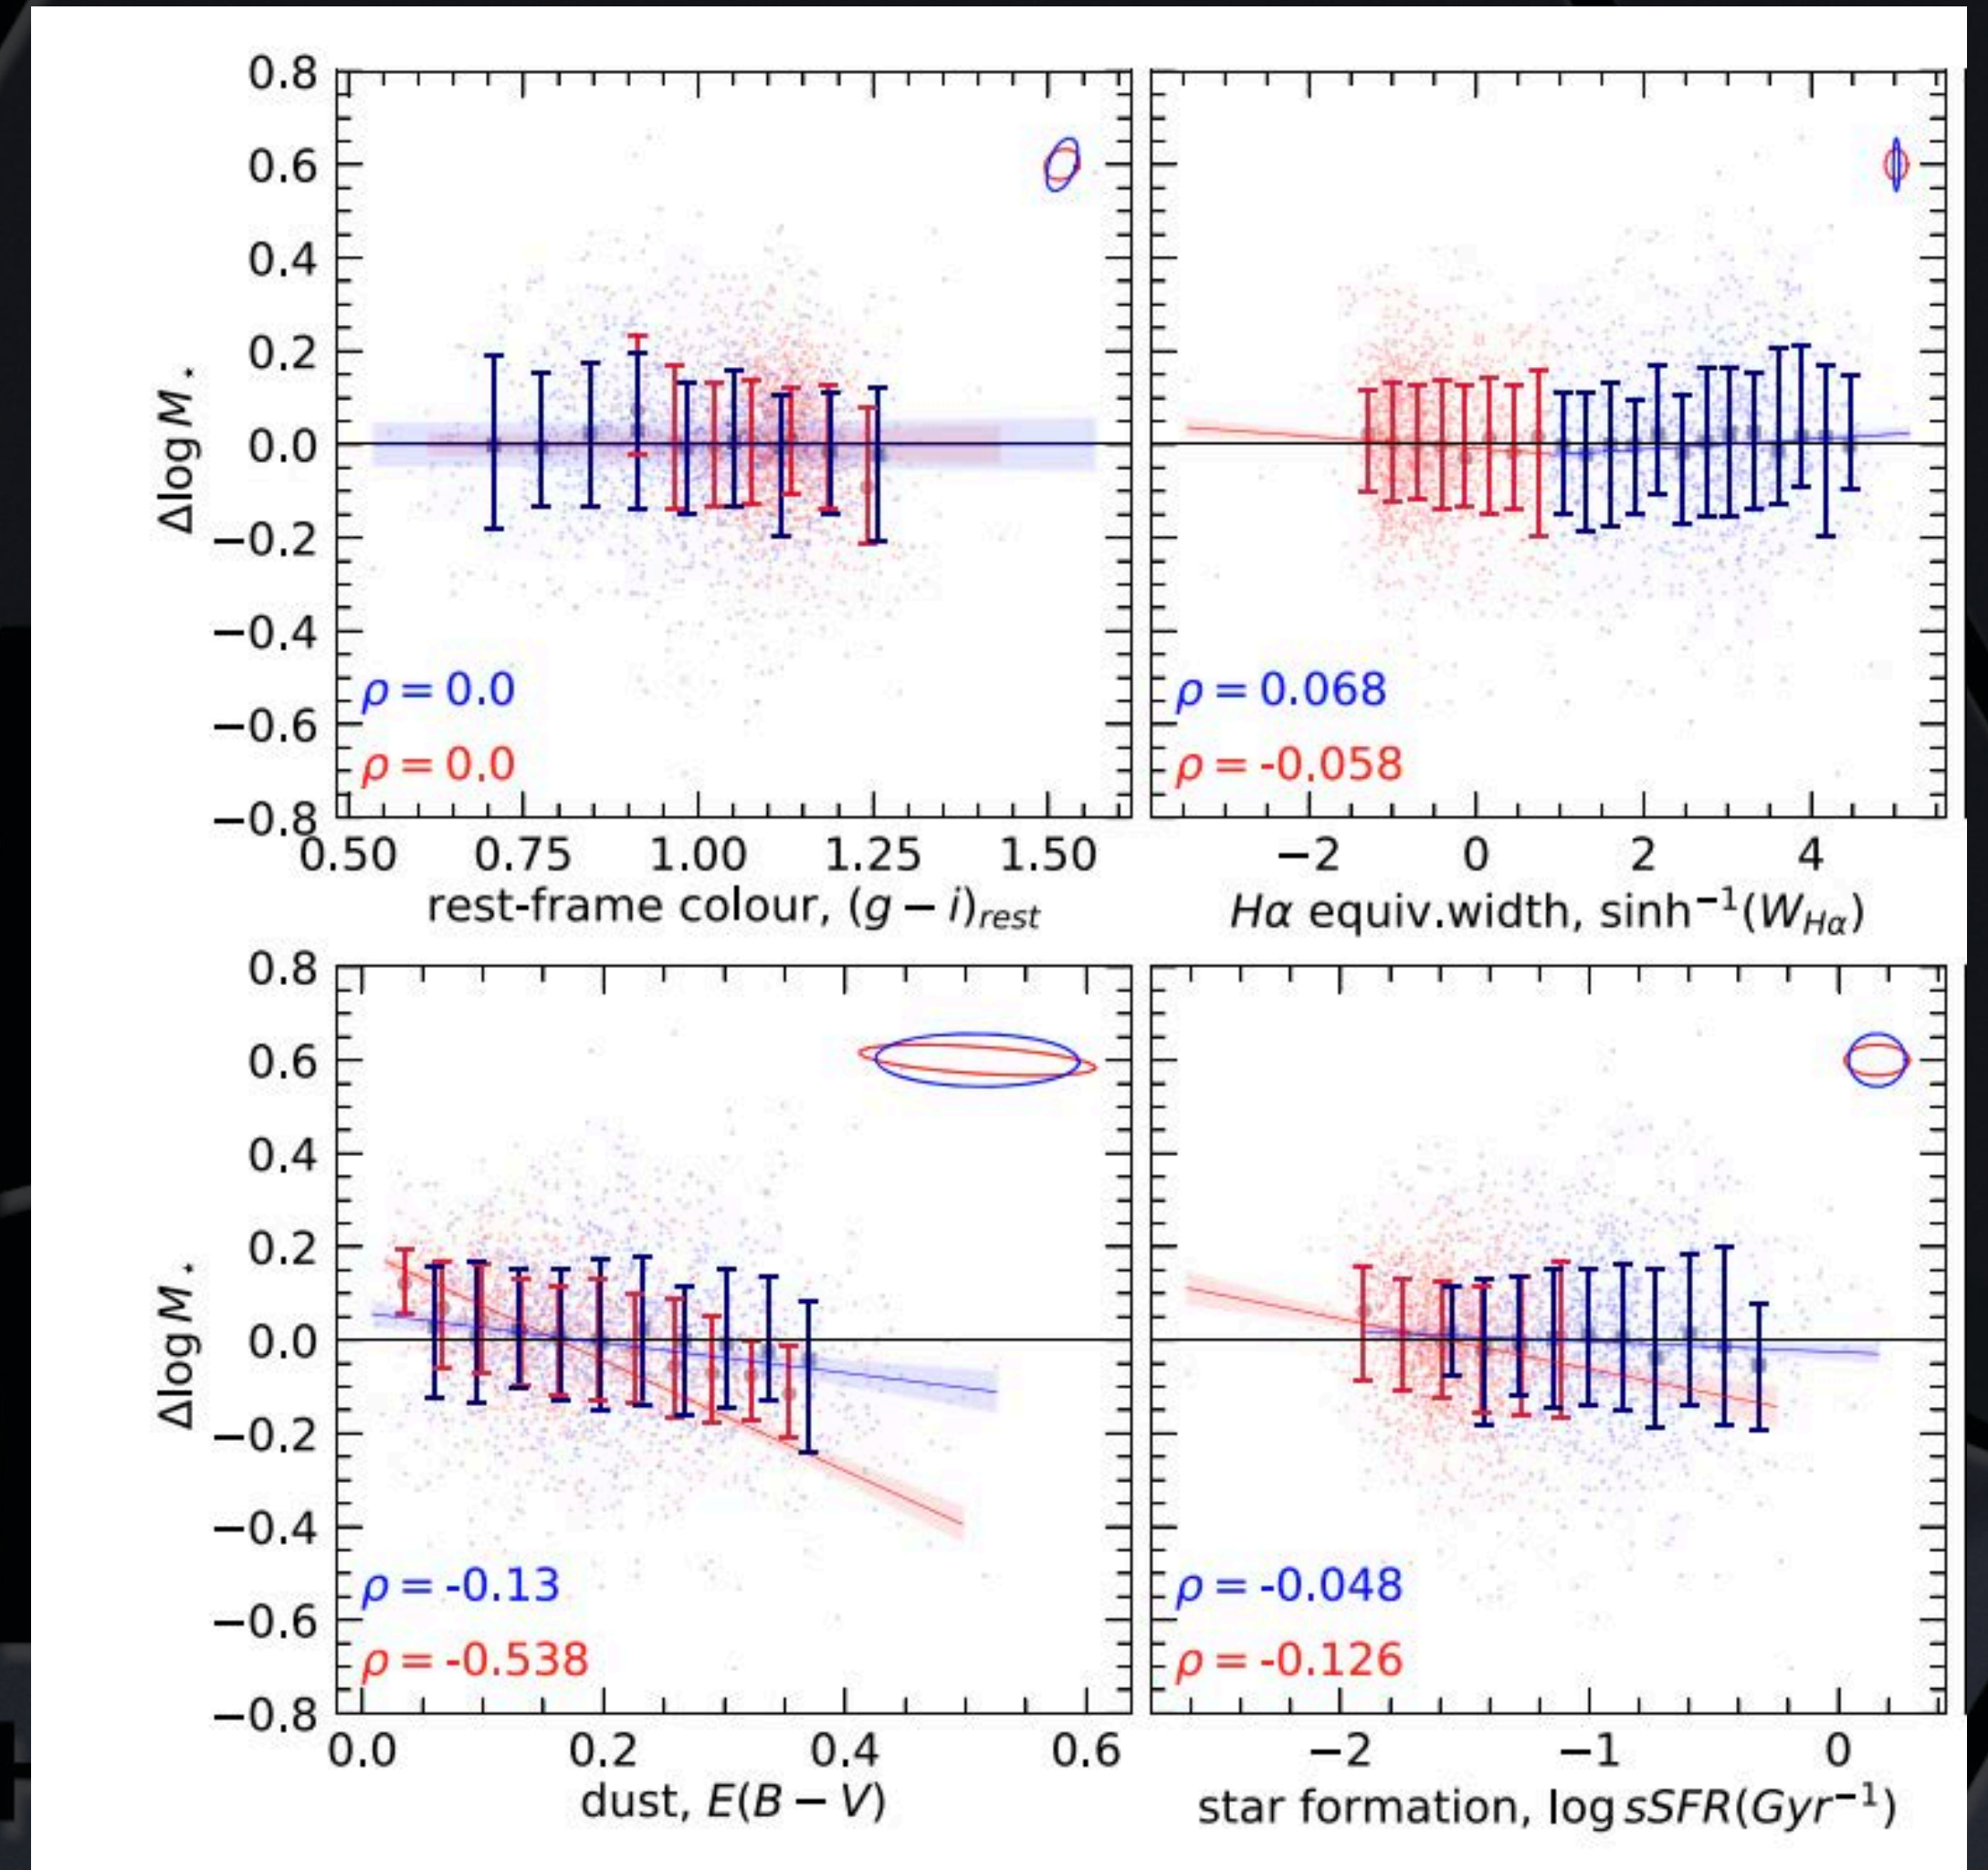 0.8
0.6
0.4
0.2
0.0
−0.2
−0.4
−0.6
−0.8
Δlog M⋆
ρ = 0.0
ρ = 0.0
0.50 0.75 1.00 1.25 1.50
rest-frame colour, (g − i)rest
ρ = 0.068
ρ = -0.058
−2 0 2 4
Hα equiv.width, sinh⁻¹(W_Hα)
0.8
0.6
0.4
0.2
0.0
−0.2
−0.4
−0.6
−0.8
Δlog M⋆
ρ = -0.13
ρ = -0.538
0.0 0.2 0.4 0.6
dust, E(B − V)
ρ = -0.048
ρ = -0.126
−2 −1 0
star formation, log sSFR(Gyr⁻¹)